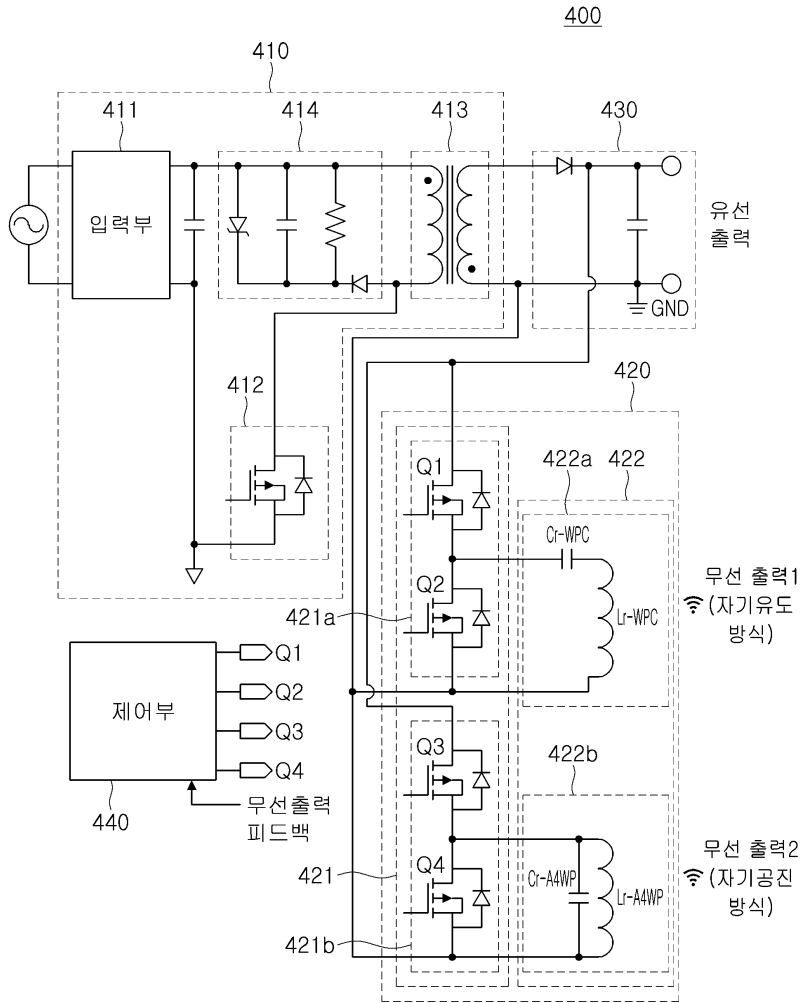 400
410
411
414
413
430
입력부
유선
출력
GND
412
420
422a
422
Q1
Cr-WPC
Q2
421a
Lr-WPC
무선 출력1
(자기유도
방식)
제어부
Q1
Q2
Q3
Q4
440
무선출력
피드백
Q3
422b
Q4
421
Cr-A4WP
Lr-A4WP
무선 출력2
(자기공진
방식)
421b